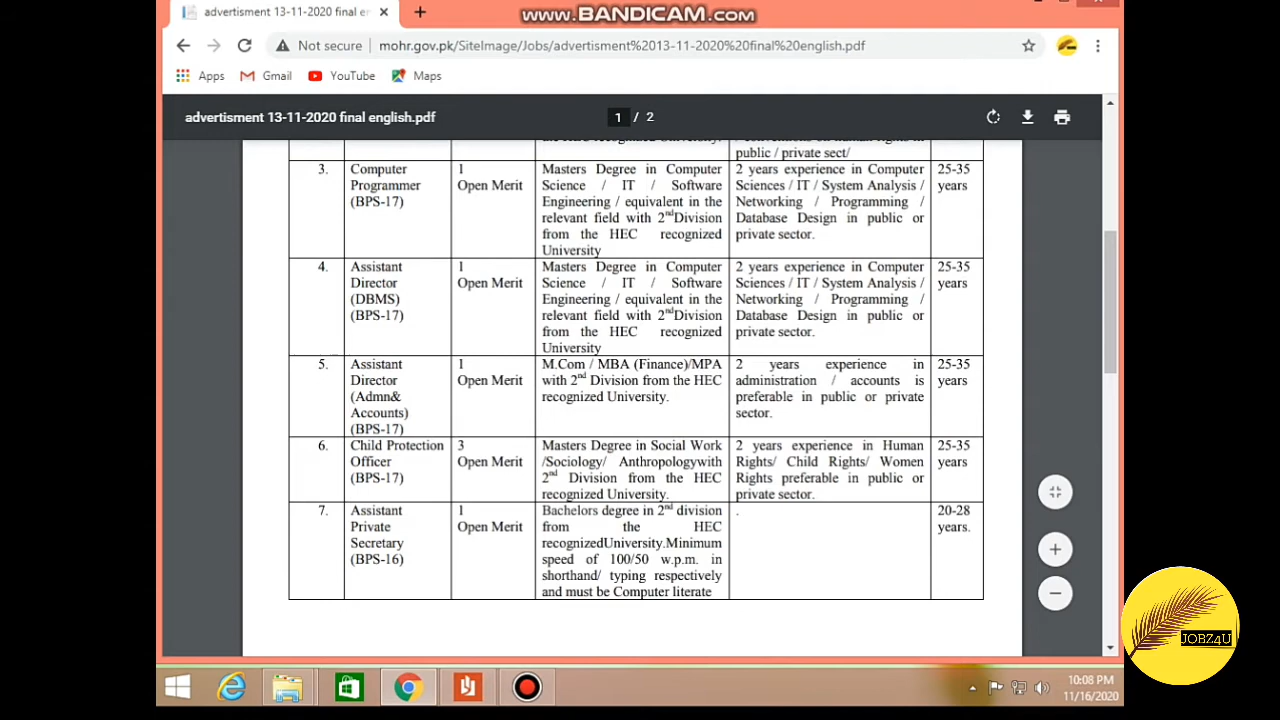 advertisment 13-11-2020 final er
www.BANDICAM.com
Not secure | mohr.gov.pk/SiteImage/Jobs/advertisment%2013-11-2020%20final%20english.pdf
Apps Gmail YouTube Maps
advertisment 13-11-2020 final english.pdf 1 / 2
public / private sect/
3.
Computer
Programmer
(BPS-17)
1
Open Merit
Masters Degree in Computer
Science / IT / Software
Engineering / equivalent in the
relevant field with 2nd Division
from the HEC recognized
University
2 years experience in Computer
Sciences / IT / System Analysis /
Networking / Programming /
Database Design in public or
private sector.
25-35
years
4.
Assistant
Director
(DBMS)
(BPS-17)
1
Open Merit
Masters Degree in Computer
Science / IT / Software
Engineering / equivalent in the
relevant field with 2nd Division
from the HEC recognized
University
2 years experience in Computer
Sciences / IT / System Analysis /
Networking / Programming /
Database Design in public or
private sector.
25-35
years
5.
Assistant
Director
(Admn&
Accounts)
(BPS-17)
1
Open Merit
M.Com / MBA (Finance)/MPA
with 2nd Division from the HEC
recognized University.
2 years experience in
administration / accounts is
preferable in public or private
sector.
25-35
years
6.
Child Protection
Officer
(BPS-17)
3
Open Merit
Masters Degree in Social Work
/Sociology/ Anthropologywith
2nd Division from the HEC
recognized University.
2 years experience in Human
Rights/ Child Rights/ Women
Rights preferable in public or
private sector.
25-35
years
7.
Assistant
Private
Secretary
(BPS-16)
1
Open Merit
Bachelors degree in 2nd division
from the HEC
recognizedUniversity.Minimum
speed of 100/50 w.p.m. in
shorthand/ typing respectively
and must be Computer literate
.
20-28
years.
JOBZ4U
10:08 PM
11/16/2020